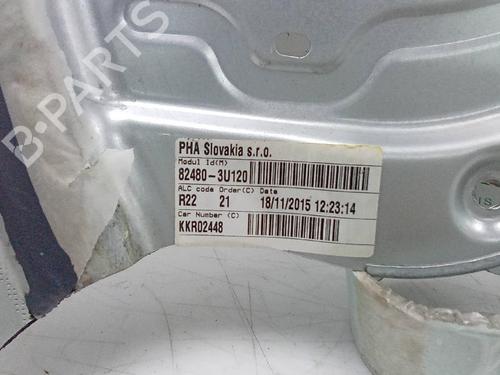 PHA Slovakia s.r.o.
Modul Id(M)
82480-3U120
ALC code Order(C) Date
R22 21 18/11/2015 12:23:14
Car Number (C)
KKR02448
B-PARTS